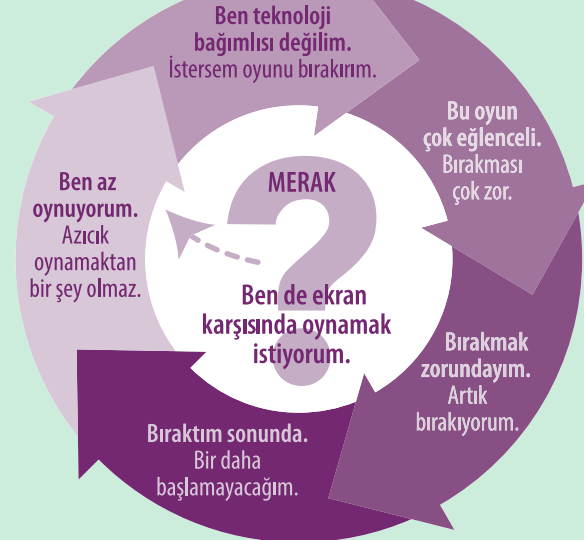 MERAK
Ben de ekran
karşısında oynamak
istiyorum.
Ben az
oynuyorum.
Azıcık
oynamaktan
bir şey olmaz.
Ben teknoloji
bağımlısı değilim.
İstersem oyunu bırakırım.
Bu oyun
çok eğlenceli.
Bırakması
çok zor.
Bırakmak
zorundayım.
Artık
bırakıyorum.
Bıraktım sonunda.
Bir daha
başlamayacağım.
?